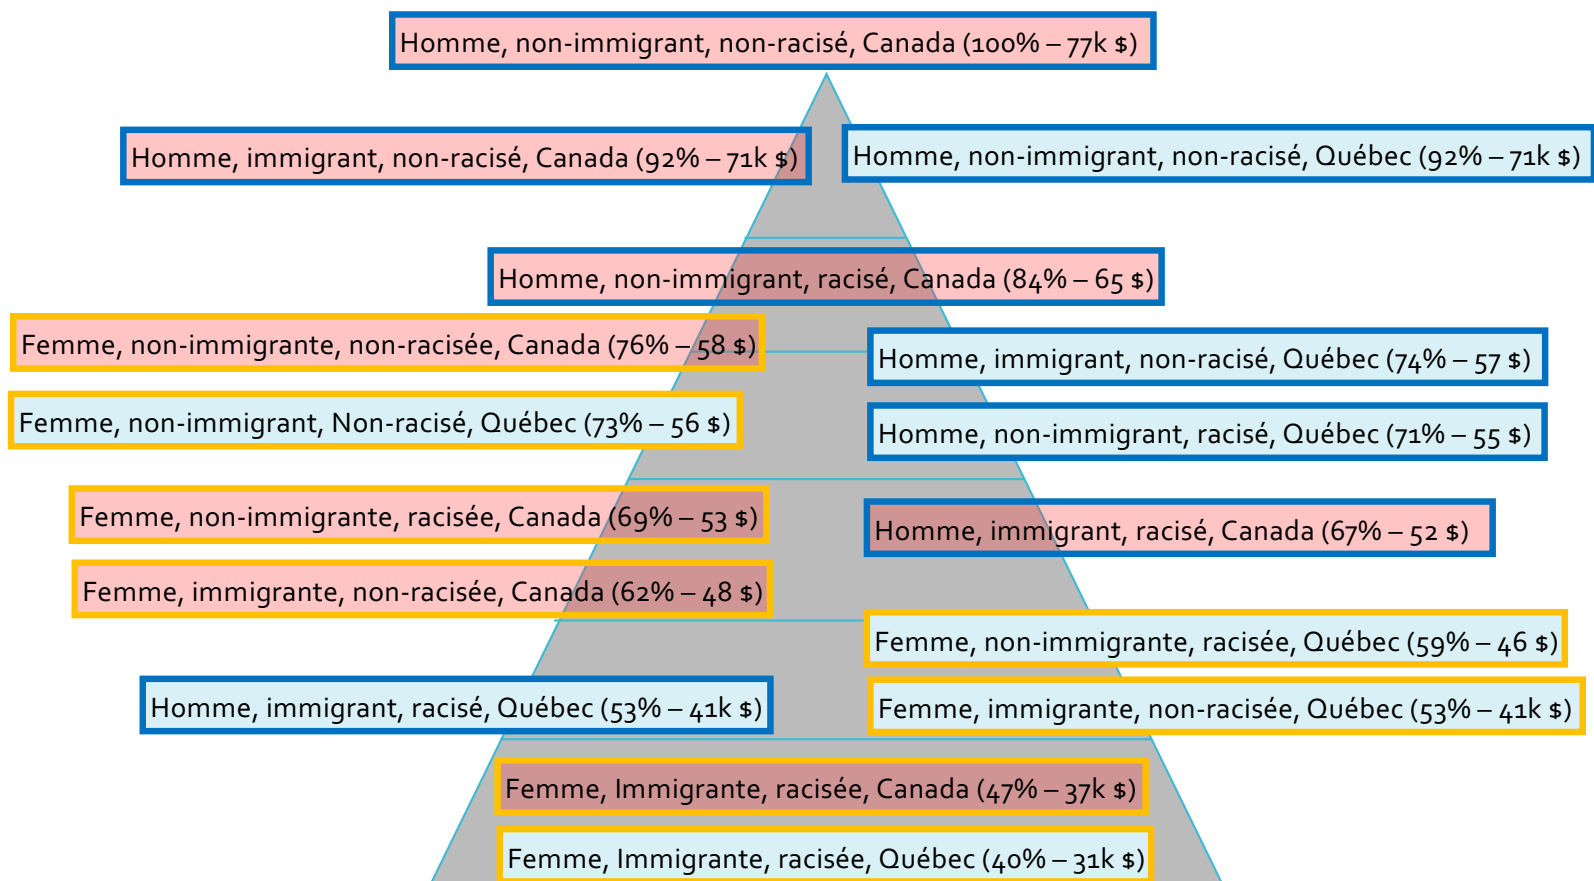 Homme, non-immigrant, non-racisé, Canada (100% – 77k $)
Homme, immigrant, non-racisé, Canada (92% – 71k $)
Homme, non-immigrant, non-racisé, Québec (92% – 71k $)
Homme, non-immigrant, racisé, Canada (84% – 65 $)
Femme, non-immigrante, non-racisée, Canada (76% – 58 $)
Homme, immigrant, non-racisé, Québec (74% – 57 $)
Femme, non-immigrant, Non-racisé, Québec (73% – 56 $)
Homme, non-immigrant, racisé, Québec (71% – 55 $)
Femme, non-immigrante, racisée, Canada (69% – 53 $)
Homme, immigrant, racisé, Canada (67% – 52 $)
Femme, immigrante, non-racisée, Canada (62% – 48 $)
Femme, non-immigrante, racisée, Québec (59% – 46 $)
Homme, immigrant, racisé, Québec (53% – 41k $)
Femme, immigrante, non-racisée, Québec (53% – 41k $)
Femme, Immigrante, racisée, Canada (47% – 37k $)
Femme, Immigrante, racisée, Québec (40% – 31k $)